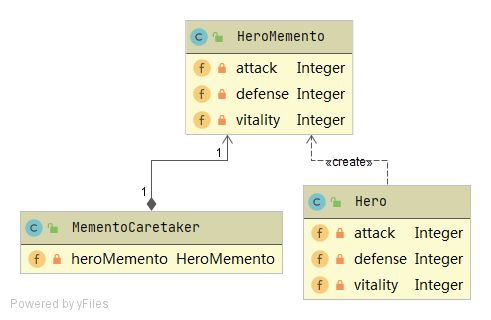 HeroMemento
attack Integer
defense Integer
vitality Integer
1
«create»
1
MementoCaretaker
heroMemento HeroMemento
Hero
attack Integer
defense Integer
vitality Integer
Powered by yFiles